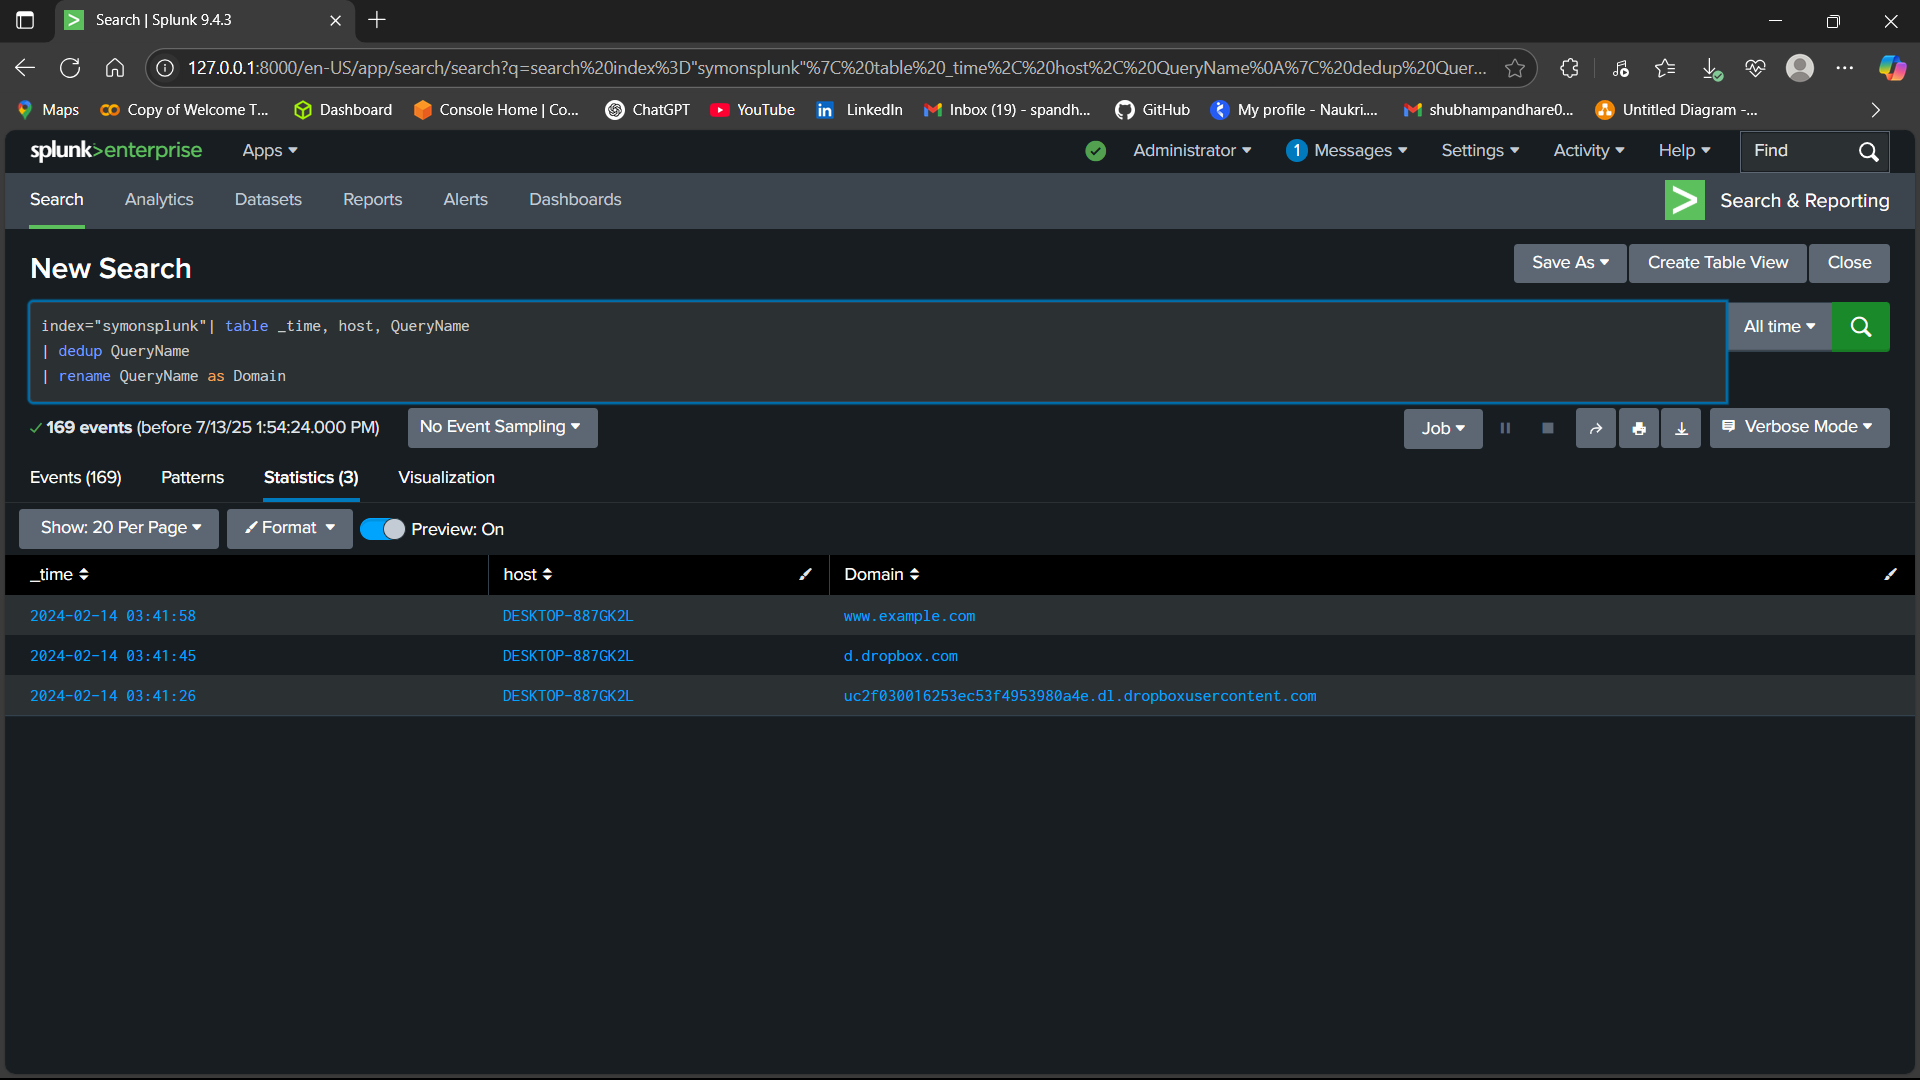 Search | Splunk 9.4.3
127.0.0.1:8000/en-US/app/search/search?q=search%20index%3D"symonsplunk"%7C%20table%20_time%2C%20host%2C%20QueryName%0A%7C%20dedup%20Quer...
Maps Copy of Welcome T... Dashboard Console Home | Co... ChatGPT YouTube LinkedIn Inbox (19) - spandh... GitHub My profile - Naukri.... shubhampandhare0... Untitled Diagram -...
splunk>enterprise Apps Administrator 1 Messages Settings Activity Help Find
Search Analytics Datasets Reports Alerts Dashboards Search & Reporting
New Search Save As Create Table View Close
index="symonsplunk"| table _time, host, QueryName All time
| dedup QueryName
| rename QueryName as Domain
169 events (before 7/13/25 1:54:24.000 PM) No Event Sampling Job Verbose Mode
Events (169) Patterns Statistics (3) Visualization
Show: 20 Per Page Format Preview: On
_time host Domain
2024-02-14 03:41:58 DESKTOP-887GK2L www.example.com
2024-02-14 03:41:45 DESKTOP-887GK2L d.dropbox.com
2024-02-14 03:41:26 DESKTOP-887GK2L uc2f030016253ec53f4953980a4e.dl.dropboxusercontent.com